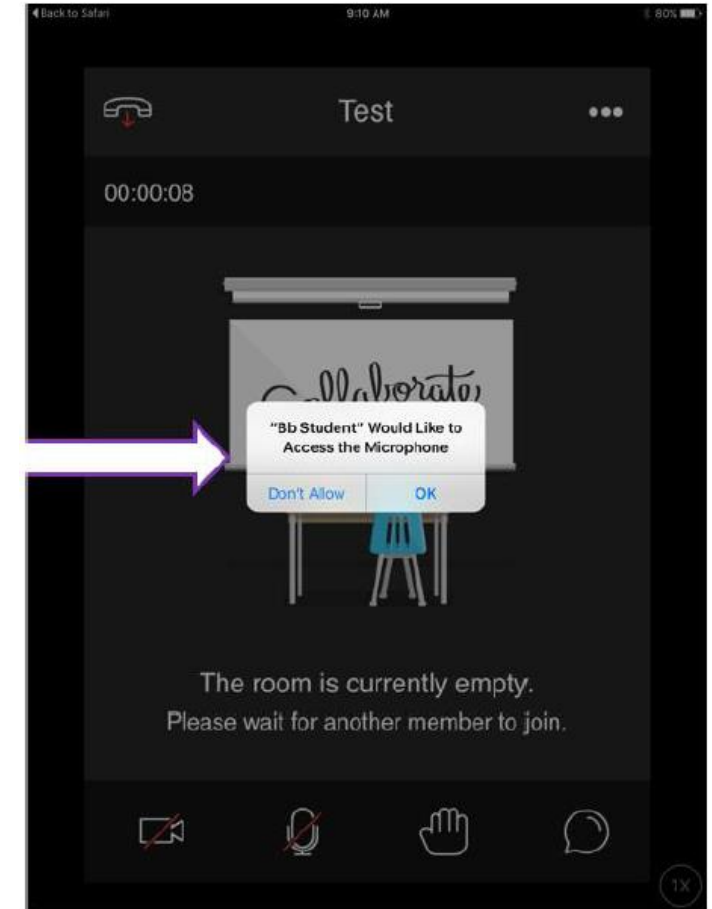 Back to Safari 9:10 AM 80%
Test
00:00:08
Collaborate
"Bb Student" Would Like to
Access the Microphone
Don't Allow OK
The room is currently empty.
Please wait for another member to join.
1X